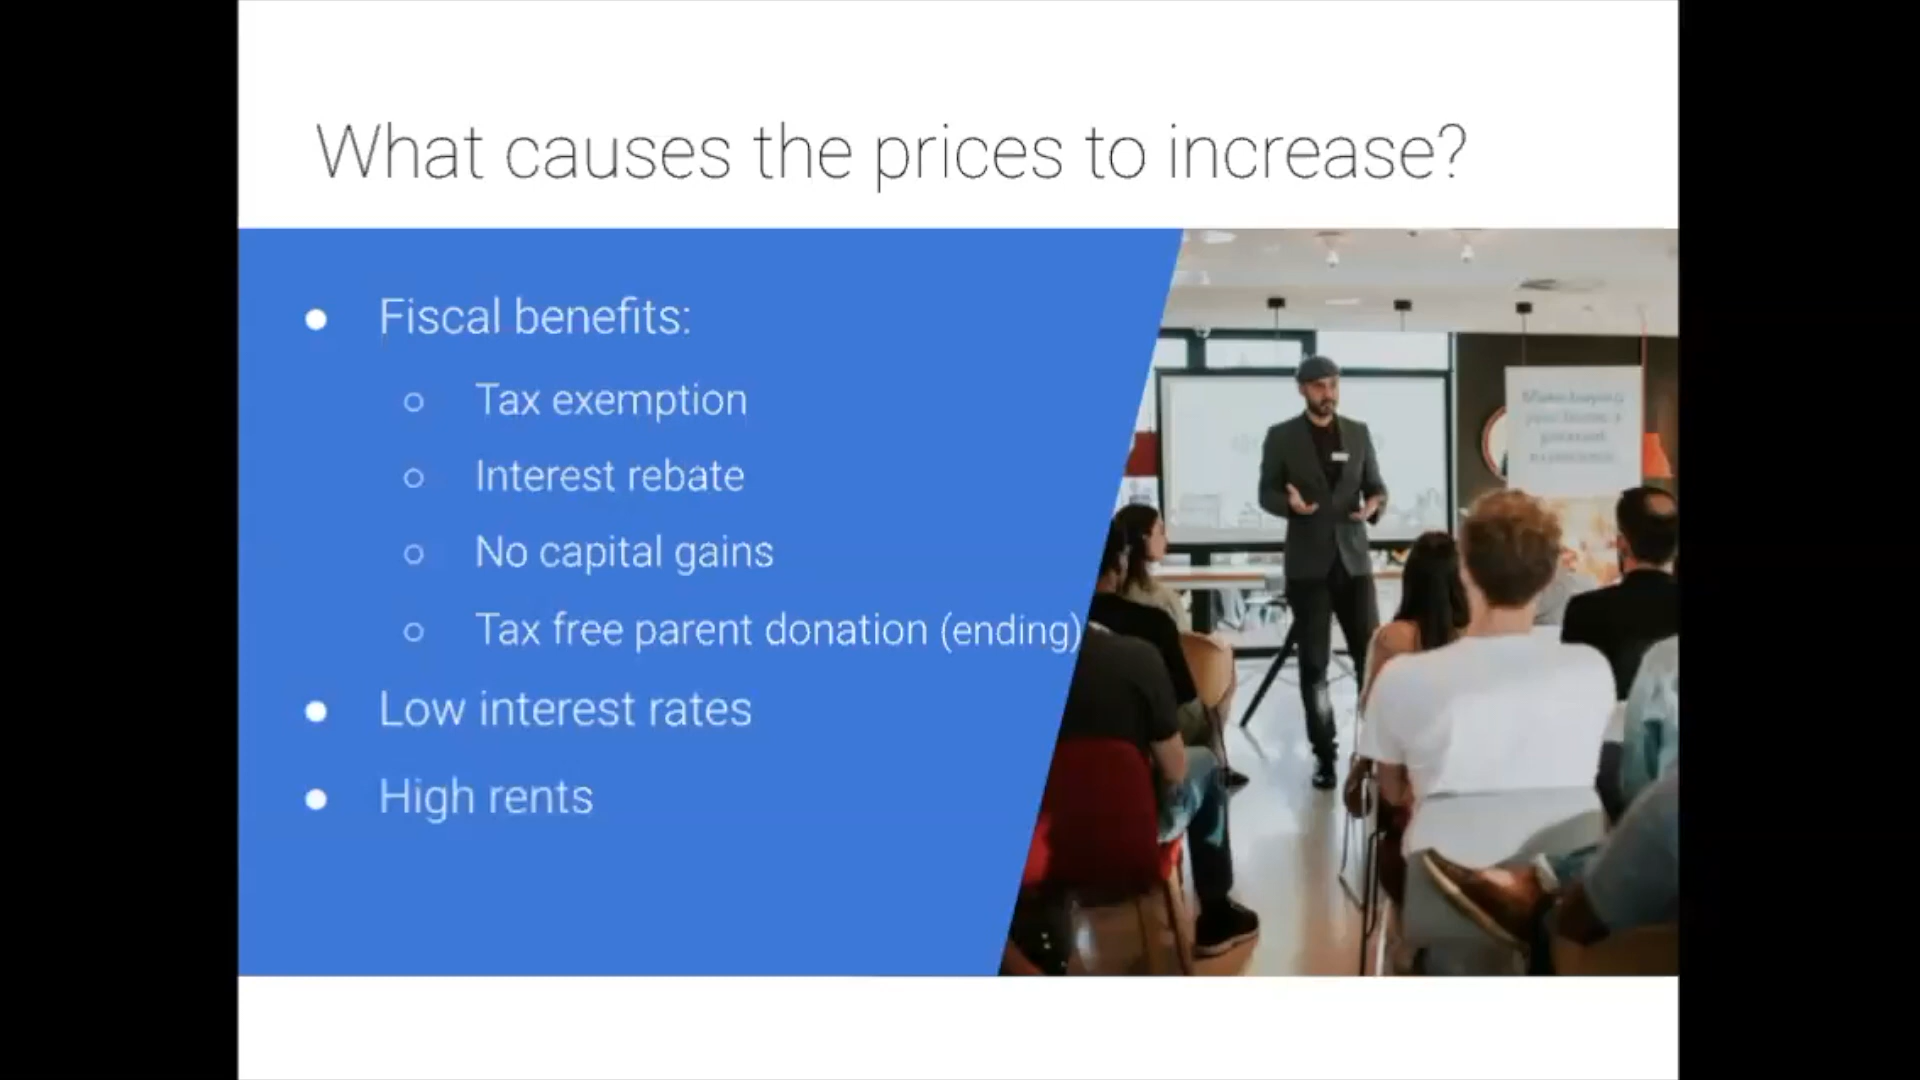 What causes the prices to increase?
Fiscal benefits:
Tax exemption
Interest rebate
No capital gains
Tax free parent donation (ending)
Low interest rates
High rents